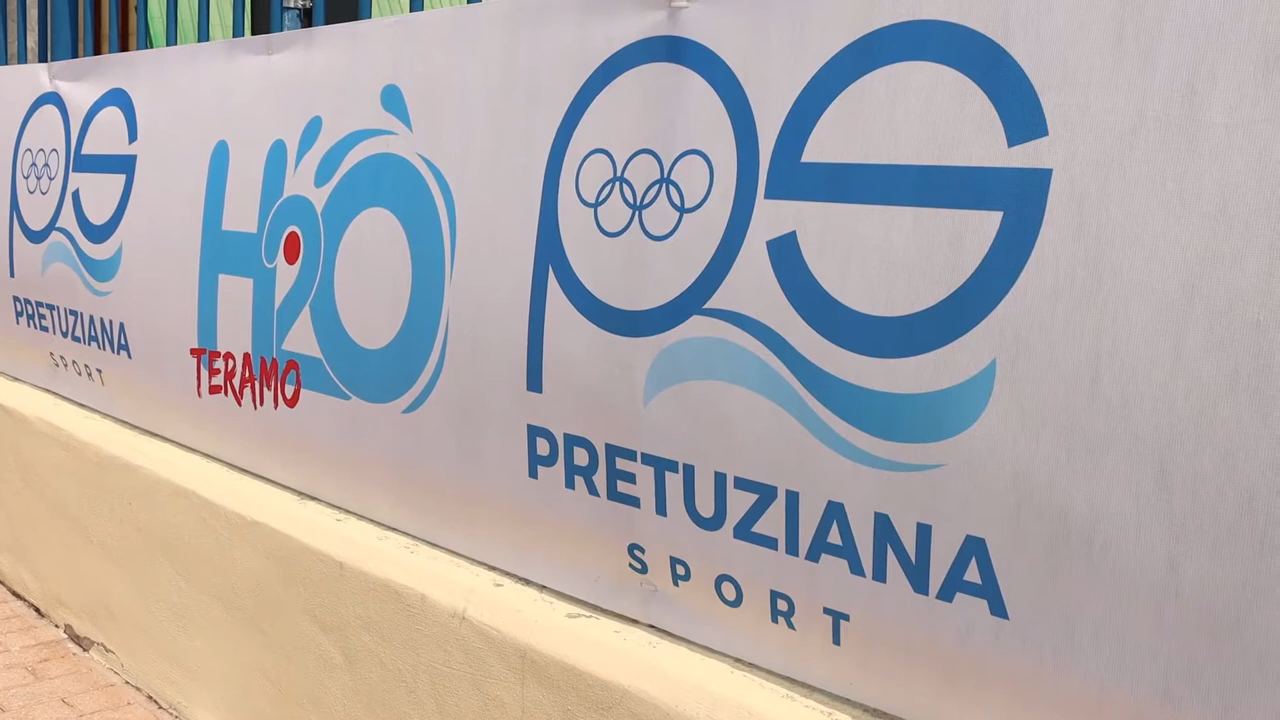 PS
PRETUZIANA
SPORT
H2O
TERAMO
PS
PRETUZIANA
SPORT